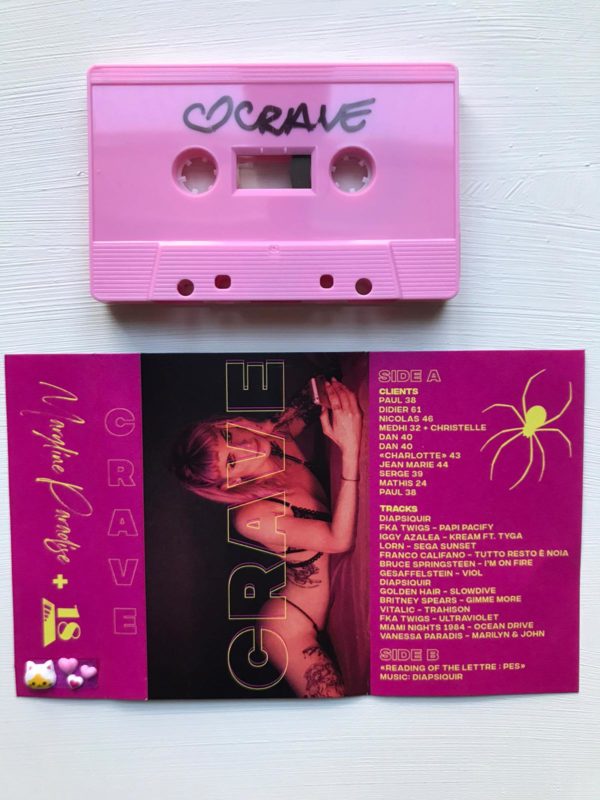 ♡CRAVE
Maraline Paradise + 18
CRAVE
CRAVE
SIDE A
CLIENTS
PAUL 38
DIDIER 61
NICOLAS 46
MEDHI 32 + CHRISTELLE
DAN 40
DAN 40
«CHARLOTTE» 43
JEAN MARIE 44
SERGE 39
MATHIS 24
PAUL 38
TRACKS
DIAPSIQUIR
FKA TWIGS – PAPI PACIFY
IGGY AZALEA – KREAM FT. TYGA
LORN – SEGA SUNSET
FRANCO CALIFANO – TUTTO RESTO È NOIA
BRUCE SPRINGSTEEN – I'M ON FIRE
GESAFFELSTEIN – VIOL
DIAPSIQUIR
GOLDEN HAIR – SLOWDIVE
BRITNEY SPEARS – GIMME MORE
VITALIC – TRAHISON
FKA TWIGS – ULTRAVIOLET
MIAMI NIGHTS 1984 – OCEAN DRIVE
VANESSA PARADIS – MARILYN & JOHN
SIDE B
«READING OF THE LETTRE : PES»
MUSIC: DIAPSIQUIR